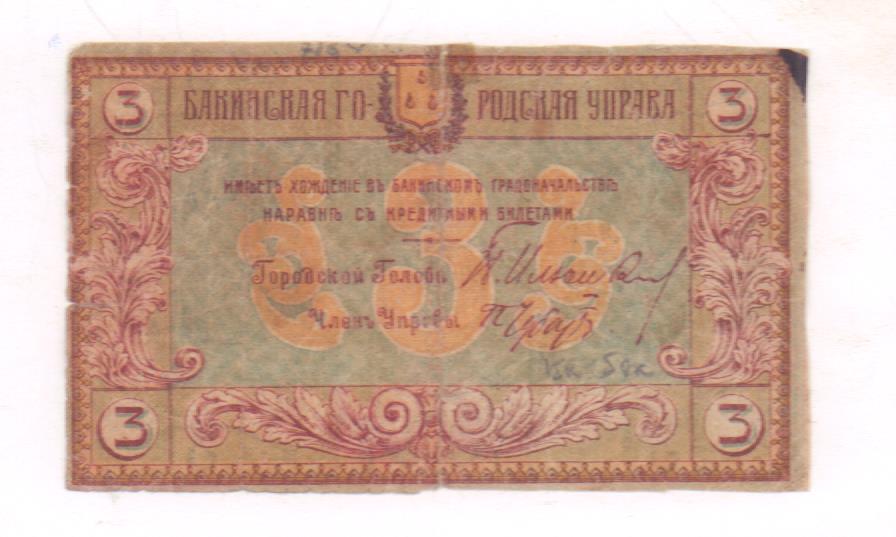 3 БАКИНСКАЯ ГО- РОДСКАЯ УПРАВА 3
ИМѢЕТЪ ХОЖДЕНІЕ ВЪ БАКИНСКОМЪ ГРАДОНАЧАЛЬСТВѢ
НАРАВНѢ СЪ КРЕДИТНЫМИ БИЛЕТАМИ
3
Городской Голова
Членъ Управы
3 3